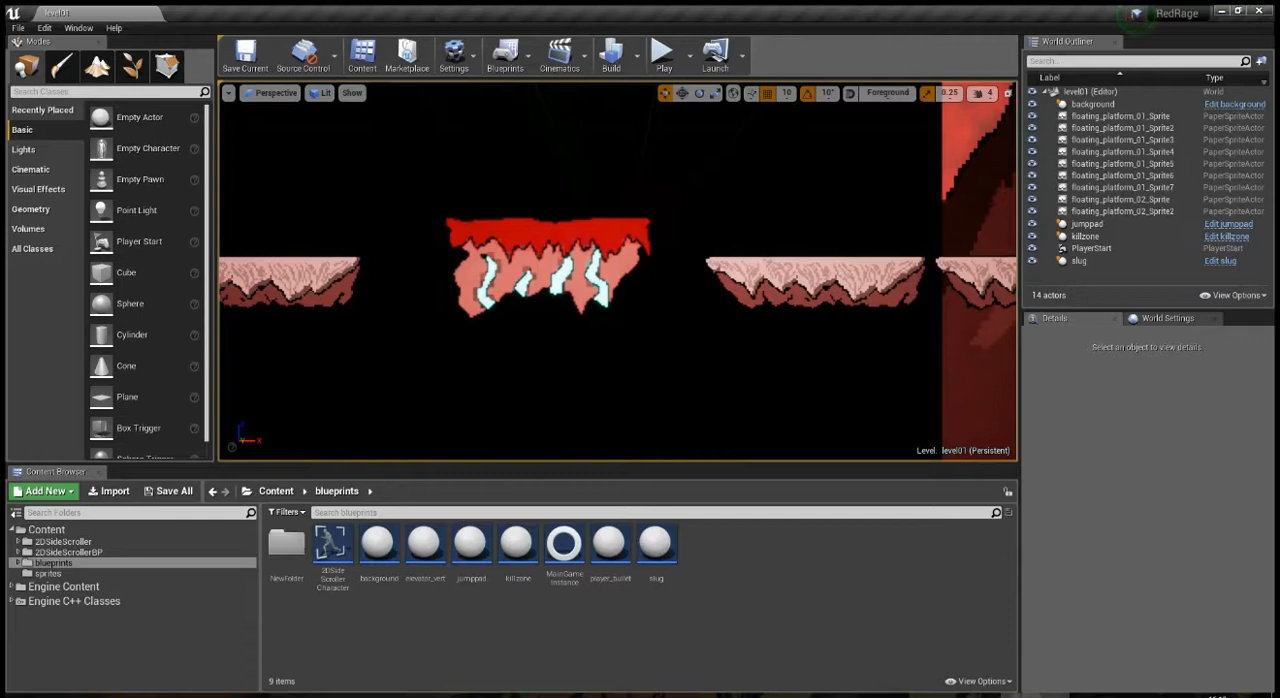 level01
RedRage
File Edit Window Help
Modes
Search Classes
Recently Placed
Basic
Lights
Cinematic
Visual Effects
Geometry
Volumes
All Classes
Empty Actor
Empty Character
Empty Pawn
Point Light
Player Start
Cube
Sphere
Cylinder
Cone
Plane
Box Trigger
Sphere Trigger
Save Current
Source Control
Content
Marketplace
Settings
Blueprints
Cinematics
Build
Play
Launch
Perspective
Lit
Show
10
10°
Foreground
0.25
4
Level: level01 (Persistent)
World Outliner
Search...
Label Type
level01 (Editor) World
background Edit background
floating_platform_01_Sprite PaperSpriteActor
floating_platform_01_Sprite2 PaperSpriteActor
floating_platform_01_Sprite3 PaperSpriteActor
floating_platform_01_Sprite4 PaperSpriteActor
floating_platform_01_Sprite5 PaperSpriteActor
floating_platform_01_Sprite6 PaperSpriteActor
floating_platform_01_Sprite7 PaperSpriteActor
floating_platform_02_Sprite PaperSpriteActor
floating_platform_02_Sprite2 PaperSpriteActor
jumppad Edit jumppad
killzone Edit killzone
PlayerStart PlayerStart
slug Edit slug
14 actors
View Options
Details
World Settings
Select an object to view details.
Content Browser
Add New
Import
Save All
Content
blueprints
Search Folders
Filters
Search blueprints
Content
2DSideScroller
2DSideScrollerBP
blueprints
sprites
Engine Content
Engine C++ Classes
NewFolder
2DSide
Scroller
Character
background
elevator_vert
jumppad
killzone
MainGame
Instance
player_bullet
slug
9 items
View Options